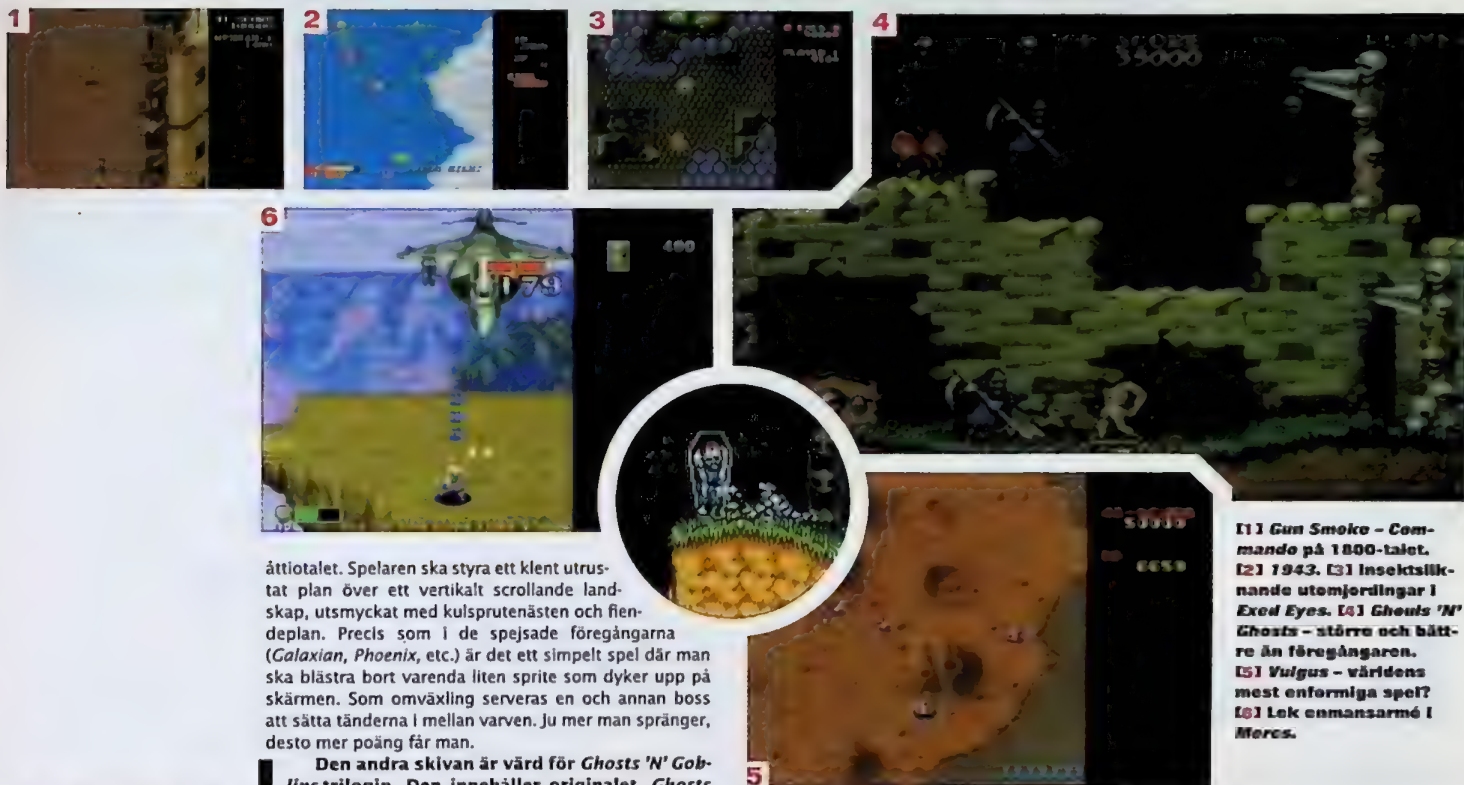 1
2
3
4
35000
6
400
179
åttiotalet. Spelaren ska styra ett klent utrus-
tat plan över ett vertikalt scrollande land-
skap, utsmyckat med kulsprutenästen och fien-
deplan. Precis som i de spejsade föregångarna
(Galaxian, Phoenix, etc.) är det ett simpelt spel där man
ska blästra bort varenda liten sprite som dyker upp på
skärmen. Som omväxling serveras en och annan boss
att sätta tänderna i mellan varven. Ju mer man spränger,
desto mer poäng får man.
Den andra skivan är värd för Ghosts 'N' Gob-
lins trilogin. Den innehåller originalet, Ghosts
50000
5
[1] Gun Smoke – Com-
mando på 1800-talet.
[2] 1943. [3] Insektslik-
nande utomjordingar i
Exed Eyes. [4] Ghouls 'N'
Ghosts – större och bätt-
re än föregångaren.
[5] Vulgus – världens
mest enformiga spel?
[6] Lek enmansarmé i
Mercs.